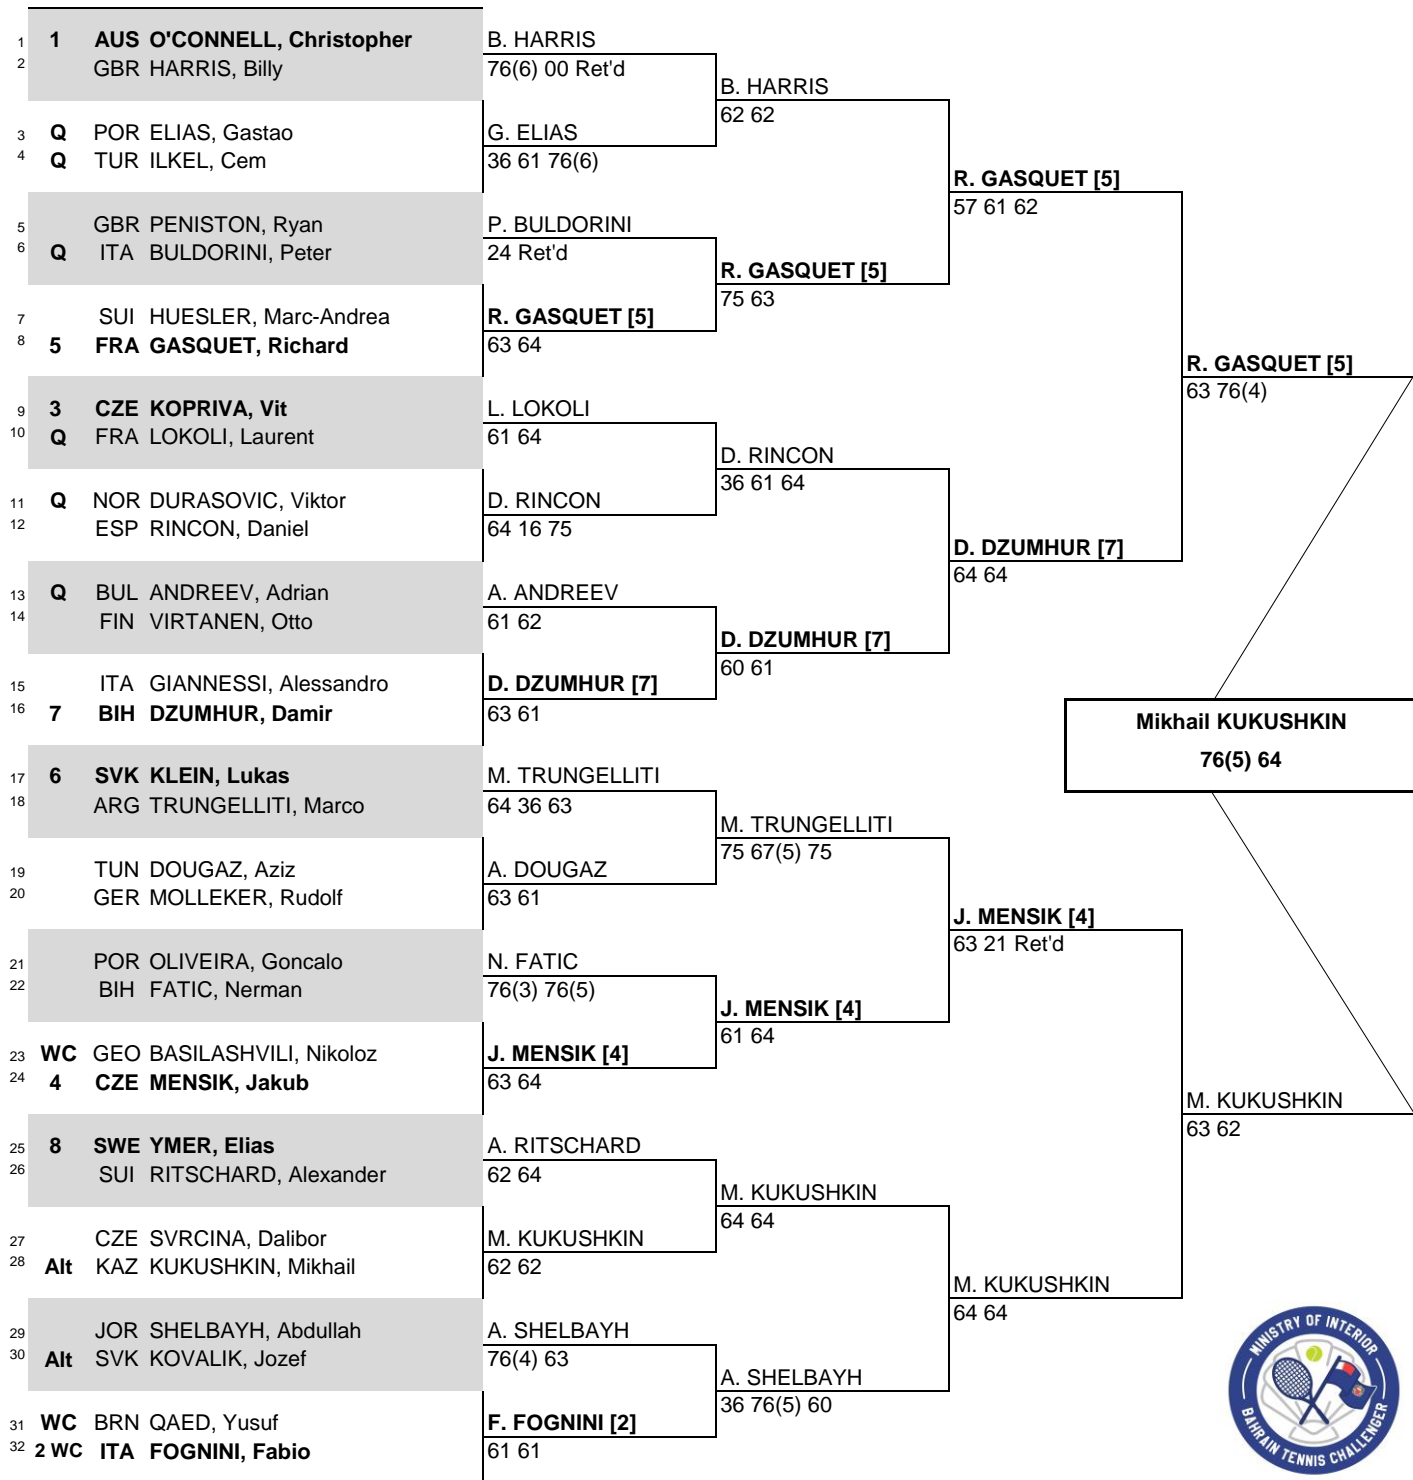 1 1 AUS O'CONNELL, Christopher
2 GBR HARRIS, Billy
3 Q POR ELIAS, Gastao
4 Q TUR ILKEL, Cem
5 GBR PENISTON, Ryan
6 Q ITA BULDORINI, Peter
7 SUI HUESLER, Marc-Andrea
8 5 FRA GASQUET, Richard
9 3 CZE KOPRIVA, Vit
10 Q FRA LOKOLI, Laurent
11 Q NOR DURASOVIC, Viktor
12 ESP RINCON, Daniel
13 Q BUL ANDREEV, Adrian
14 FIN VIRTANEN, Otto
15 ITA GIANNESSI, Alessandro
16 7 BIH DZUMHUR, Damir
17 6 SVK KLEIN, Lukas
18 ARG TRUNGELLITI, Marco
19 TUN DOUGAZ, Aziz
20 GER MOLLEKER, Rudolf
21 POR OLIVEIRA, Goncalo
22 BIH FATIC, Nerman
23 WC GEO BASILASHVILI, Nikoloz
24 4 CZE MENSIK, Jakub
25 8 SWE YMER, Elias
26 SUI RITSCHARD, Alexander
27 CZE SVRCINA, Dalibor
28 Alt KAZ KUKUSHKIN, Mikhail
29 JOR SHELBAYH, Abdullah
30 Alt SVK KOVALIK, Jozef
31 WC BRN QAED, Yusuf
32 2 WC ITA FOGNINI, Fabio
B. HARRIS
76(6) 00 Ret'd
G. ELIAS
36 61 76(6)
P. BULDORINI
24 Ret'd
R. GASQUET [5]
63 64
L. LOKOLI
61 64
D. RINCON
64 16 75
A. ANDREEV
61 62
D. DZUMHUR [7]
63 61
M. TRUNGELLITI
64 36 63
A. DOUGAZ
63 61
N. FATIC
76(3) 76(5)
J. MENSIK [4]
63 64
A. RITSCHARD
62 64
M. KUKUSHKIN
62 62
A. SHELBAYH
76(4) 63
F. FOGNINI [2]
61 61
B. HARRIS
62 62
R. GASQUET [5]
75 63
D. RINCON
36 61 64
D. DZUMHUR [7]
60 61
M. TRUNGELLITI
75 67(5) 75
J. MENSIK [4]
61 64
M. KUKUSHKIN
64 64
A. SHELBAYH
36 76(5) 60
R. GASQUET [5]
57 61 62
D. DZUMHUR [7]
64 64
J. MENSIK [4]
63 21 Ret'd
M. KUKUSHKIN
64 64
R. GASQUET [5]
63 76(4)
M. KUKUSHKIN
63 62
Mikhail KUKUSHKIN
76(5) 64
MINISTRY OF INTERIOR
BAHRAIN TENNIS CHALLENGER